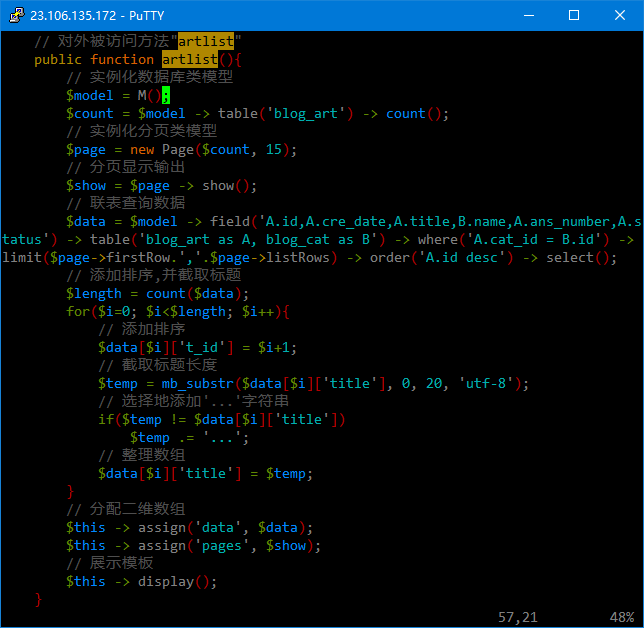 23.106.135.172 - PuTTY
// 对外被访问方法"artlist"
public function artlist(){
// 实例化数据库类模型
$model = M();
$count = $model -> table('blog_art') -> count();
// 实例化分页类模型
$page = new Page($count, 15);
// 分页显示输出
$show = $page -> show();
// 联表查询数据
$data = $model -> field('A.id,A.cre_date,A.title,B.name,A.ans_number,A.s
tatus') -> table('blog_art as A, blog_cat as B') -> where('A.cat_id = B.id') ->
limit($page->firstRow.','.$page->listRows) -> order('A.id desc') -> select();
// 添加排序,并截取标题
$length = count($data);
for($i=0; $i<$length; $i++){
// 添加排序
$data[$i]['t_id'] = $i+1;
// 截取标题长度
$temp = mb_substr($data[$i]['title'], 0, 20, 'utf-8');
// 选择地添加'...'字符串
if($temp != $data[$i]['title'])
$temp .= '...';
// 整理数组
$data[$i]['title'] = $temp;
}
// 分配二维数组
$this -> assign('data', $data);
$this -> assign('pages', $show);
// 展示模板
$this -> display();
}
57,21 48%